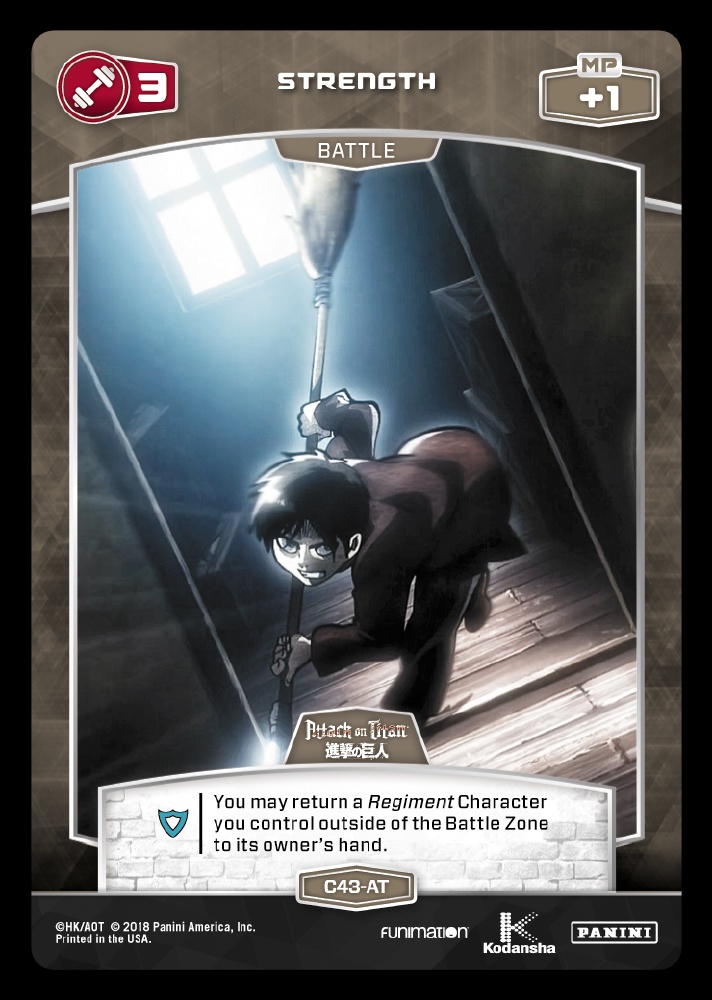 3
STRENGTH
MP
+1
BATTLE
Attack on Titan
進撃の巨人
You may return a Regiment Character
you control outside of the Battle Zone
to its owner's hand.
C43-AT
©HK/AOT © 2018 Panini America, Inc.
Printed in the USA.
FUNIMATION
K
Kodansha
PANINI